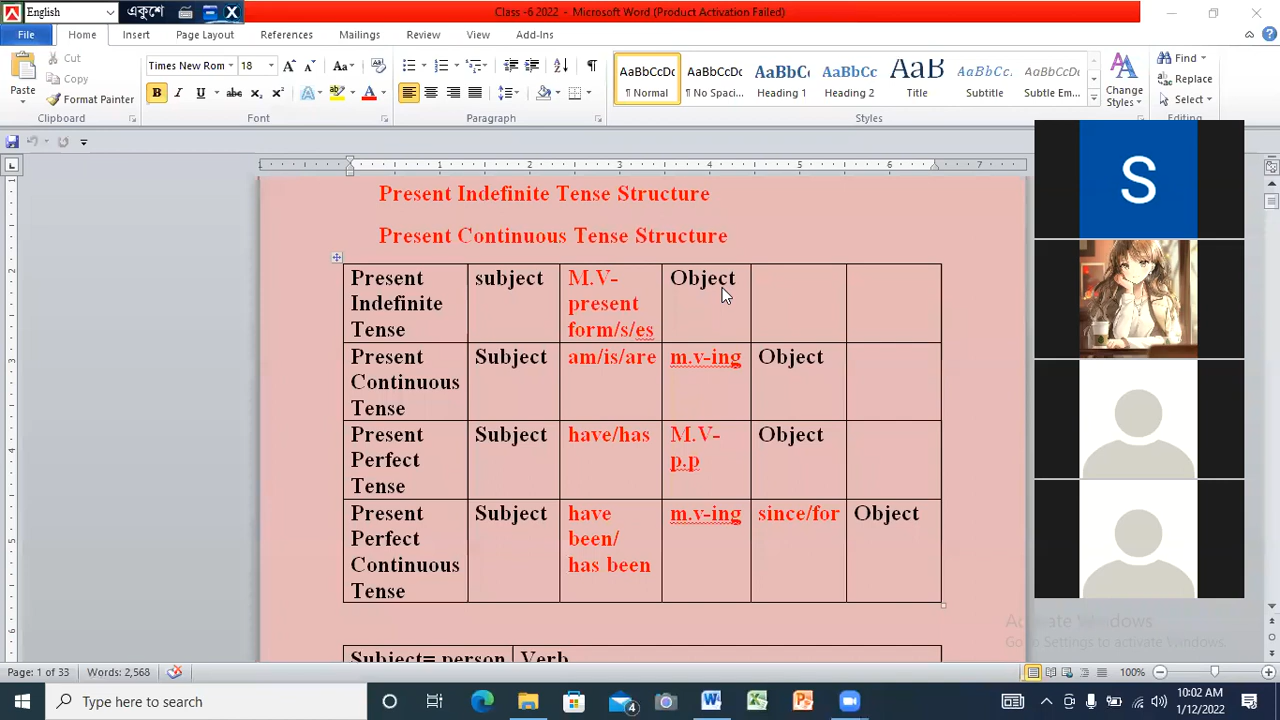 English একুশে Class -6 2022 - Microsoft Word (Product Activation Failed)
File Home Insert Page Layout References Mailings Review View Add-Ins
Paste Cut Copy Format Painter
Clipboard
Times New Rom 18
Font
Paragraph
AaBbCcDc AaBbCcDc AaBbCc AaBbCc AaB AaBbCcDc AaBbCcDc
¶ Normal ¶ No Spaci... Heading 1 Heading 2 Title Subtitle Subtle Em...
Styles
Change Styles
Find
Replace
Select
Editing
Present Indefinite Tense Structure
Present Continuous Tense Structure
Present Indefinite Tense subject M.V-present form/s/es Object
Present Continuous Tense Subject am/is/are m.v-ing Object
Present Perfect Tense Subject have/has M.V-p.p Object
Present Perfect Continuous Tense Subject have been/ has been m.v-ing since/for Object
Subject= person Verb
S
Activate Windows
Go to Settings to activate Windows.
Page: 1 of 33 Words: 2,568 100%
Type here to search
4
10:02 AM
1/12/2022